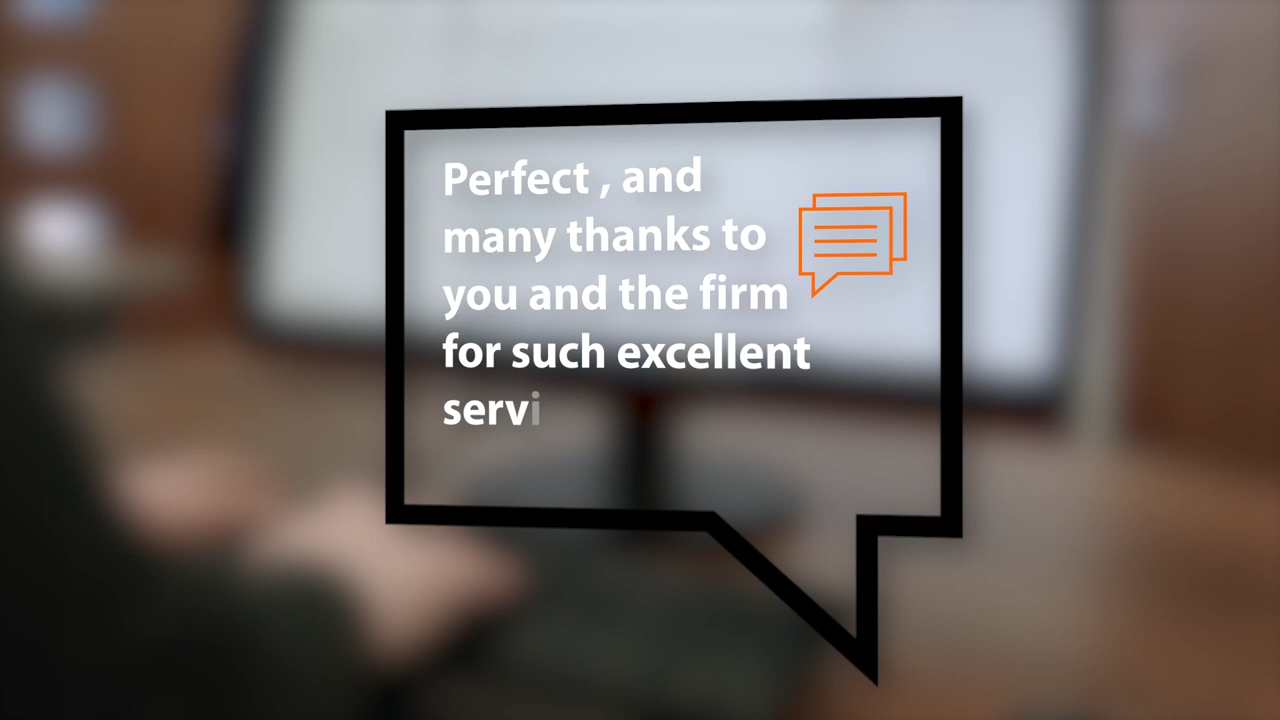 Perfect , and
many thanks to
you and the firm
for such excellent
servi